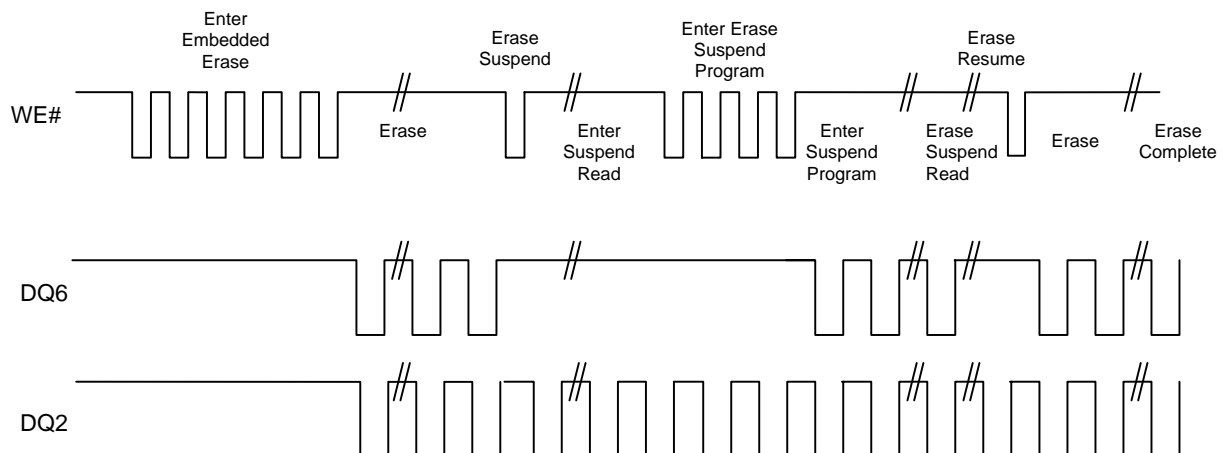 Enter
Embedded
Erase
Erase
Suspend
Enter Erase
Suspend
Program
Erase
Resume
WE#
Erase
Enter
Suspend
Read
Enter
Suspend
Program
Erase
Suspend
Read
Erase
Erase
Complete
DQ6
DQ2